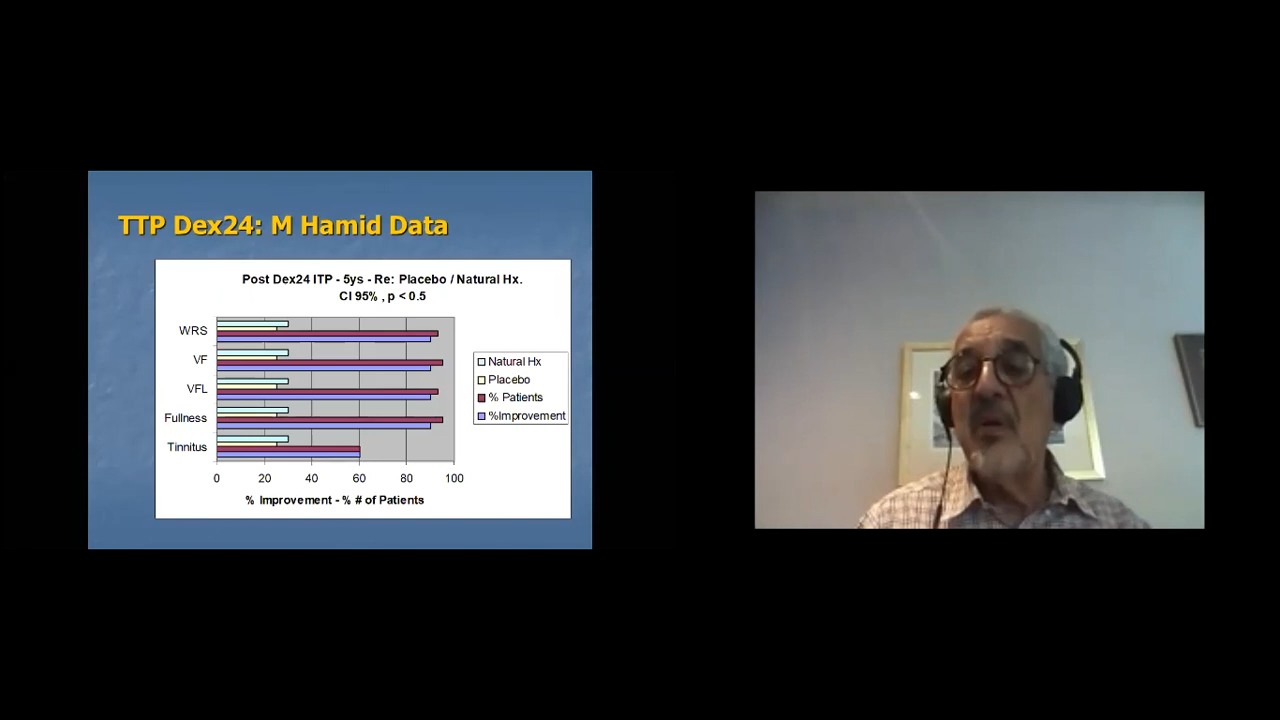 TTP Dex24: M Hamid Data
Post Dex24 ITP - 5ys - Re: Placebo / Natural Hx.
CI 95% , p < 0.5
WRS
VF
VFL
Fullness
Tinnitus
0 20 40 60 80 100
% Improvement - % # of Patients
Natural Hx
Placebo
% Patients
%Improvement